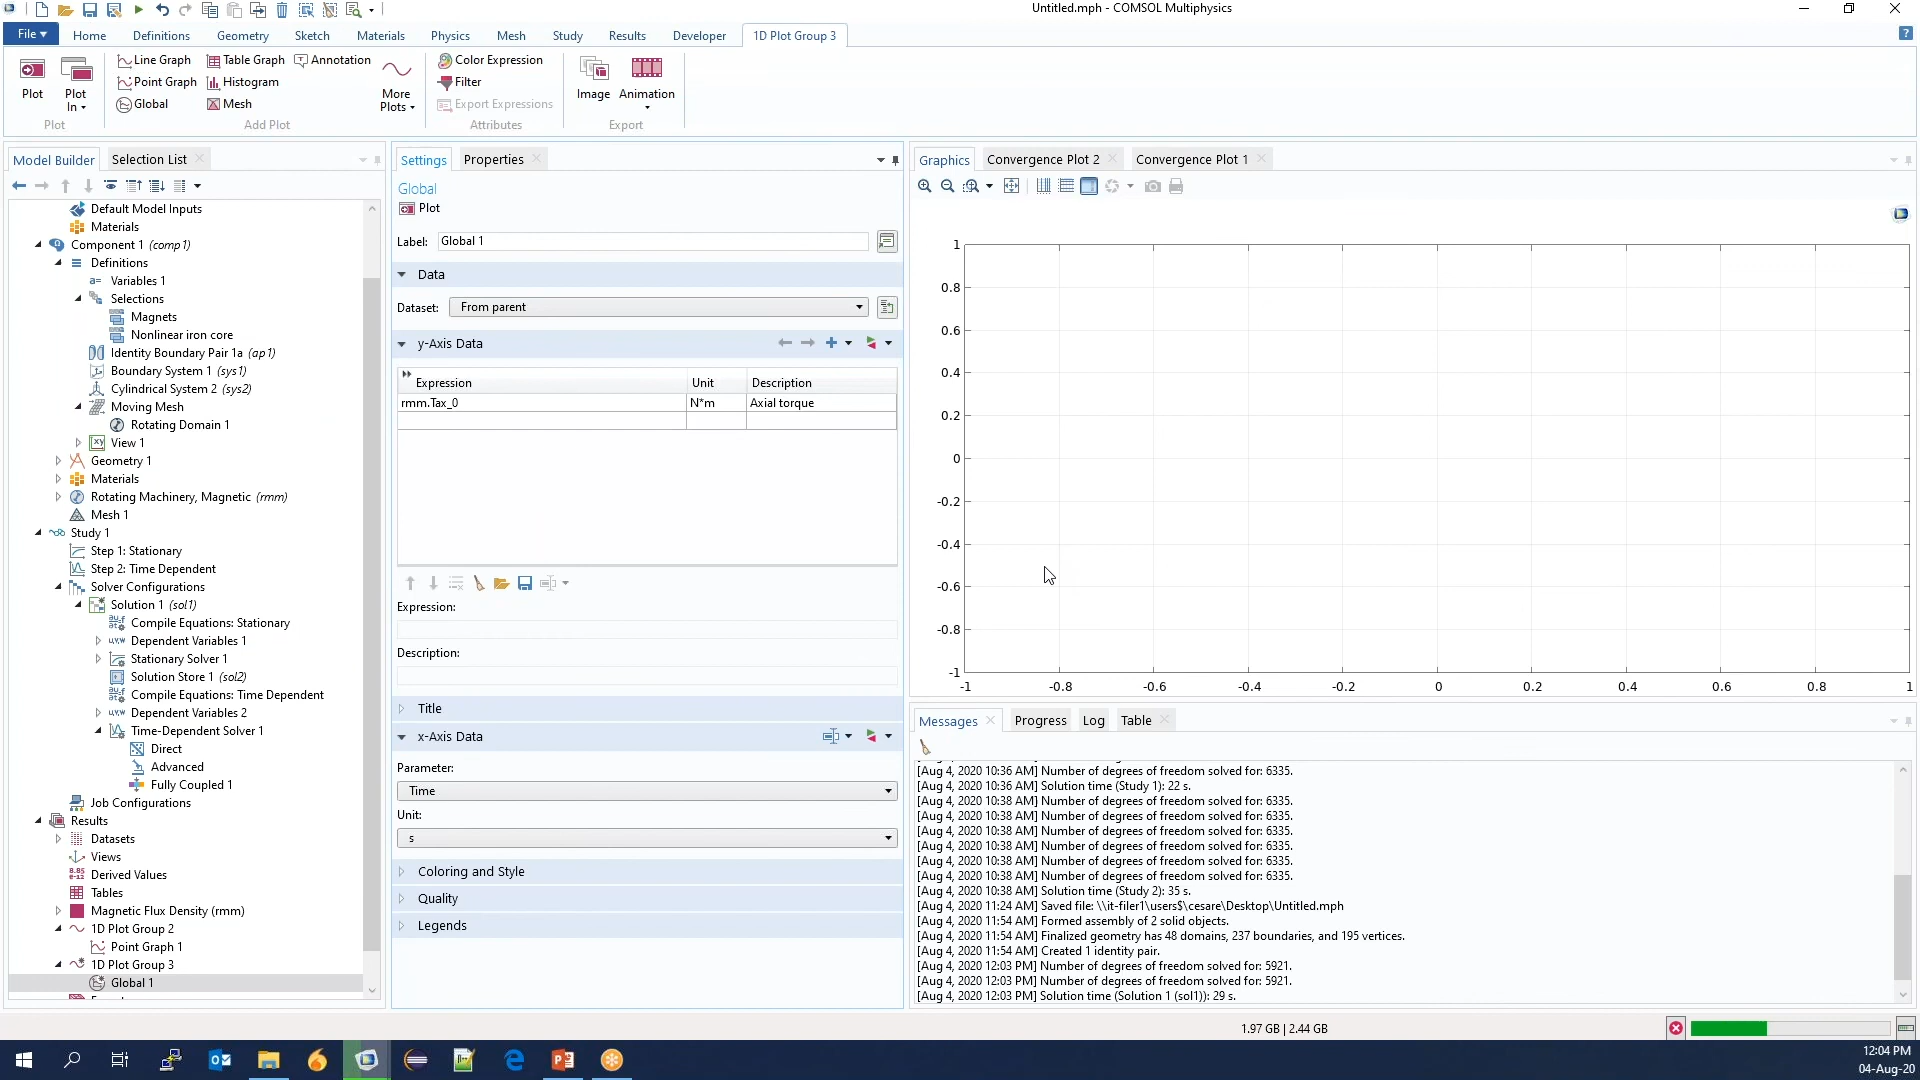 Untitled.mph - COMSOL Multiphysics
File
Home
Definitions
Geometry
Sketch
Materials
Physics
Mesh
Study
Results
Developer
1D Plot Group 3
Plot
Plot In
Line Graph
Point Graph
Global
Table Graph
Histogram
Mesh
Annotation
More Plots
Color Expression
Filter
Export Expressions
Image
Animation
Plot
Add Plot
Attributes
Export
Model Builder
Selection List
Default Model Inputs
Materials
Component 1 (comp1)
Definitions
a= Variables 1
Selections
Magnets
Nonlinear iron core
Identity Boundary Pair 1a (ap1)
Boundary System 1 (sys1)
Cylindrical System 2 (sys2)
Moving Mesh
Rotating Domain 1
View 1
Geometry 1
Materials
Rotating Machinery, Magnetic (rmm)
Mesh 1
Study 1
Step 1: Stationary
Step 2: Time Dependent
Solver Configurations
Solution 1 (sol1)
Compile Equations: Stationary
u,v,w Dependent Variables 1
Stationary Solver 1
Solution Store 1 (sol2)
Compile Equations: Time Dependent
u,v,w Dependent Variables 2
Time-Dependent Solver 1
Direct
Advanced
Fully Coupled 1
Job Configurations
Results
Datasets
Views
8.85 e-12 Derived Values
Tables
Magnetic Flux Density (rmm)
1D Plot Group 2
Point Graph 1
1D Plot Group 3
Global 1
Settings
Properties
Global
Plot
Label: Global 1
Data
Dataset: From parent
y-Axis Data
Expression Unit Description
rmm.Tax_0 N*m Axial torque
Expression:
Description:
Title
x-Axis Data
Parameter:
Time
Unit:
s
Coloring and Style
Quality
Legends
Graphics
Convergence Plot 2
Convergence Plot 1
1
0.8
0.6
0.4
0.2
0
-0.2
-0.4
-0.6
-0.8
-1
-1 -0.8 -0.6 -0.4 -0.2 0 0.2 0.4 0.6 0.8 1
Messages
Progress
Log
Table
[Aug 4, 2020 10:36 AM] Number of degrees of freedom solved for: 6335.
[Aug 4, 2020 10:36 AM] Solution time (Study 1): 22 s.
[Aug 4, 2020 10:38 AM] Number of degrees of freedom solved for: 6335.
[Aug 4, 2020 10:38 AM] Number of degrees of freedom solved for: 6335.
[Aug 4, 2020 10:38 AM] Number of degrees of freedom solved for: 6335.
[Aug 4, 2020 10:38 AM] Number of degrees of freedom solved for: 6335.
[Aug 4, 2020 10:38 AM] Number of degrees of freedom solved for: 6335.
[Aug 4, 2020 10:38 AM] Number of degrees of freedom solved for: 6335.
[Aug 4, 2020 10:38 AM] Solution time (Study 2): 35 s.
[Aug 4, 2020 11:24 AM] Saved file: \\it-filer1\users$\cesare\Desktop\Untitled.mph
[Aug 4, 2020 11:54 AM] Formed assembly of 2 solid objects.
[Aug 4, 2020 11:54 AM] Finalized geometry has 48 domains, 237 boundaries, and 195 vertices.
[Aug 4, 2020 11:54 AM] Created 1 identity pair.
[Aug 4, 2020 12:03 PM] Number of degrees of freedom solved for: 5921.
[Aug 4, 2020 12:03 PM] Number of degrees of freedom solved for: 5921.
[Aug 4, 2020 12:03 PM] Solution time (Solution 1 (sol1)): 29 s.
1.97 GB | 2.44 GB
12:04 PM
04-Aug-20